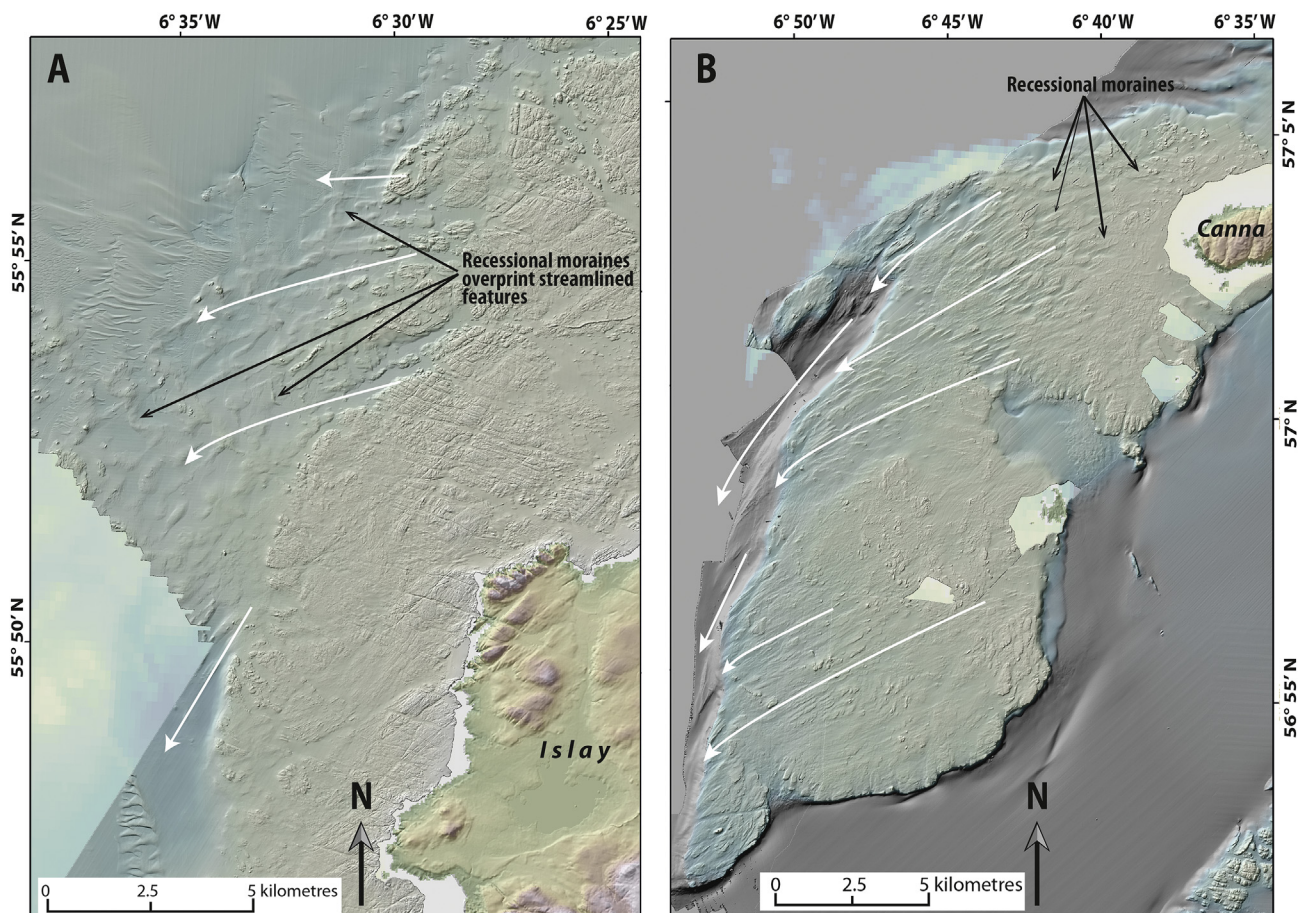 6° 35' W
6° 30' W
6° 25' W
A
55° 55' N
Recessional moraines
overprint streamlined
features
55° 50' N
Islay
N
0 2.5 5 kilometres
6° 50' W
6° 45' W
6° 40' W
6° 35' W
B
Recessional moraines
57° 5' N
Canna
57° N
56° 55' N
N
0 2.5 5 kilometres